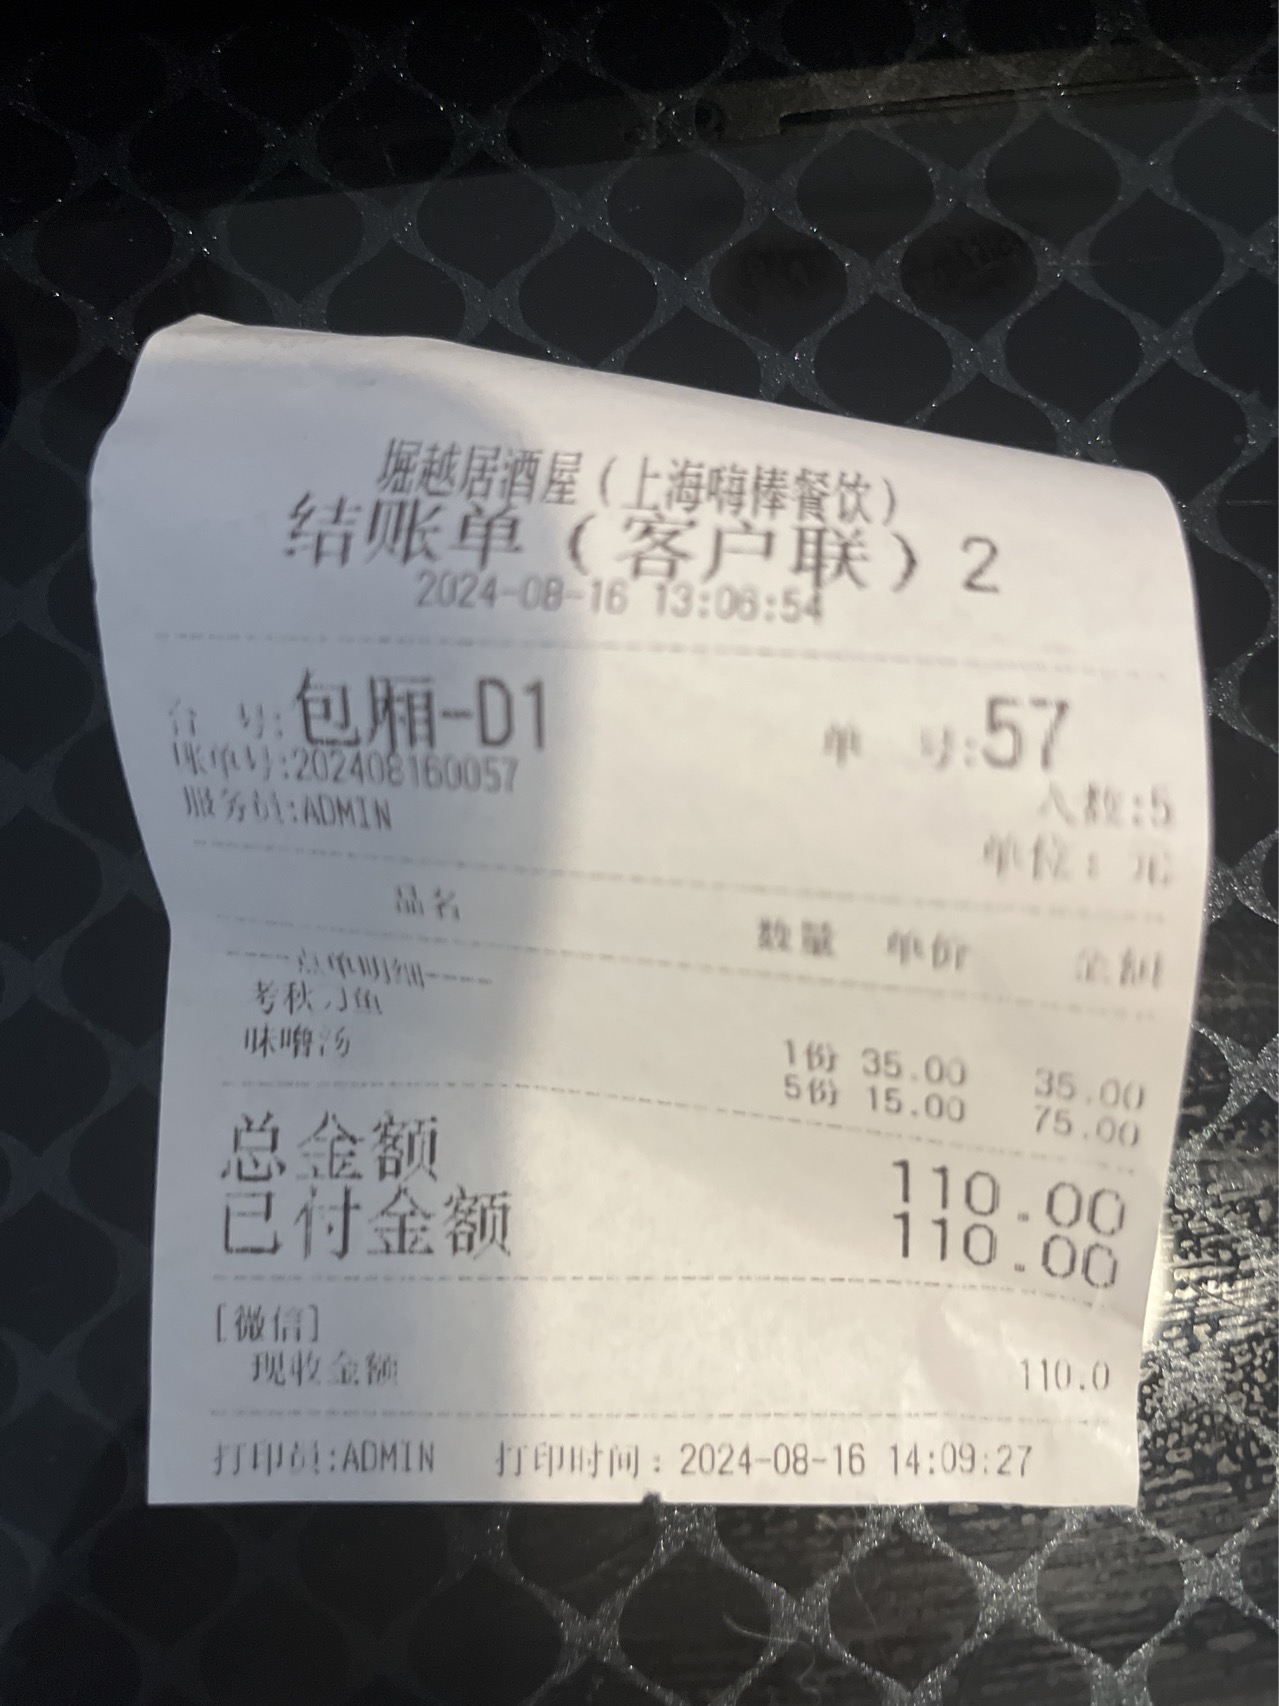 堀越居酒屋（上海嗨棒餐饮）
结账单（客户联）2
2024-08-16 13:06:54
台 号:包厢-D1 单 号:57
账单号:202408160057 人数:5
服务员:ADMIN 单位：元
品名 数量 单价 金额
----点单明细----
考秋刀鱼 1份 35.00 35.00
味噌汤 5份 15.00 75.00
总金额 110.00
已付金额 110.00
[微信]
现收金额 110.0
打印员:ADMIN 打印时间：2024-08-16 14:09:27